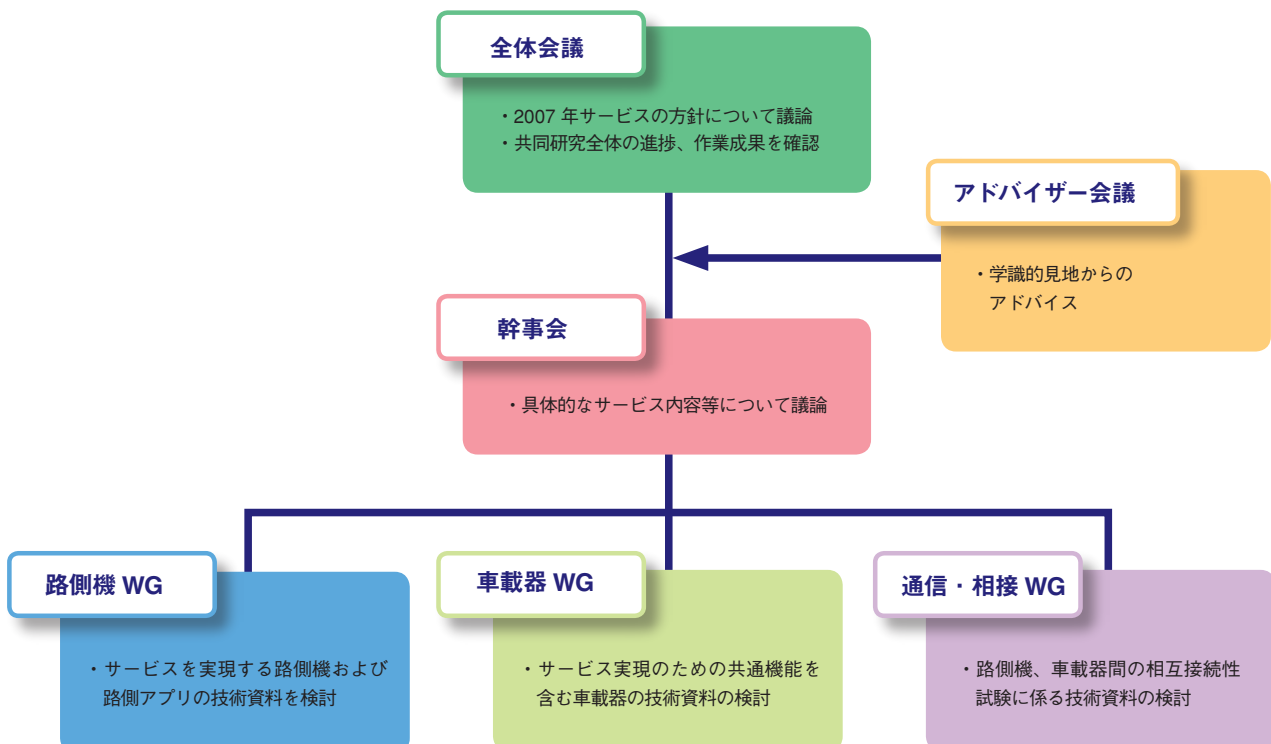 全体会議
・2007 年サービスの方針について議論
・共同研究全体の進捗、作業成果を確認
アドバイザー会議
・学識的見地からの
アドバイス
幹事会
・具体的なサービス内容等について議論
路側機 WG
・サービスを実現する路側機および
路側アプリの技術資料を検討
車載器 WG
・サービス実現のための共通機能を
含む車載器の技術資料の検討
通信・相接 WG
・路側機、車載器間の相互接続性
試験に係る技術資料の検討